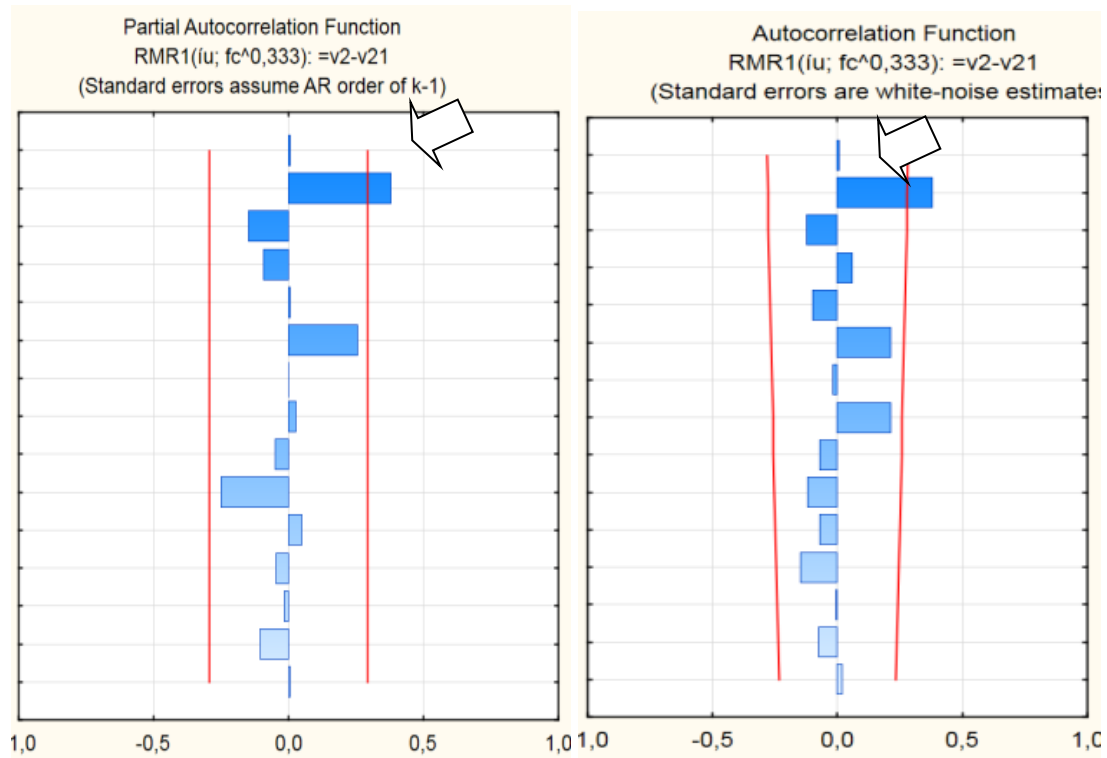 Partial Autocorrelation Function
RMR1(íu; fc^0,333): =v2-v21
(Standard errors assume AR order of k-1)
1,0 -0,5 0,0 0,5 1,0
Autocorrelation Function
RMR1(íu; fc^0,333): =v2-v21
(Standard errors are white-noise estimates
1,0 -0,5 0,0 0,5 1,0